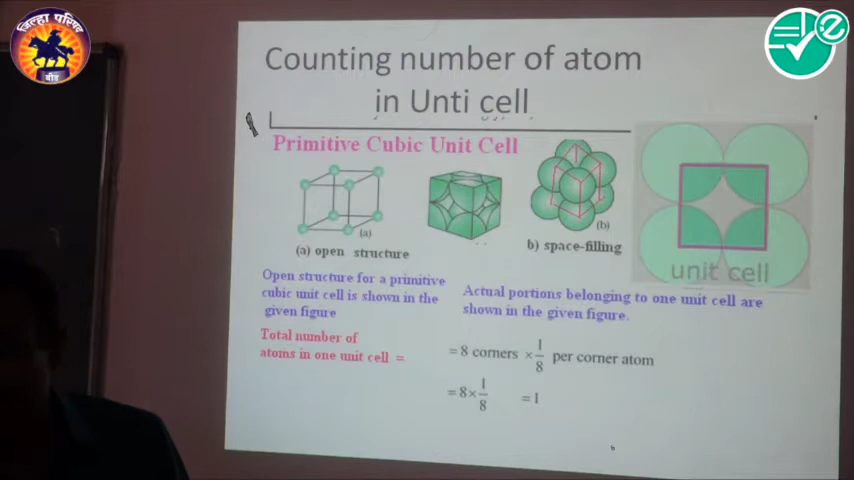 जिल्हा परिषद
बीड
Counting number of atom
in Unti cell
Primitive Cubic Unit Cell
(a)
(b)
(a) open structure
b) space-filling
unit cell
Open structure for a primitive
cubic unit cell is shown in the
given figure
Actual portions belonging to one unit cell are
shown in the given figure.
Total number of
atoms in one unit cell =
= 8 corners × 1/8 per corner atom
= 8 × 1/8 = 1